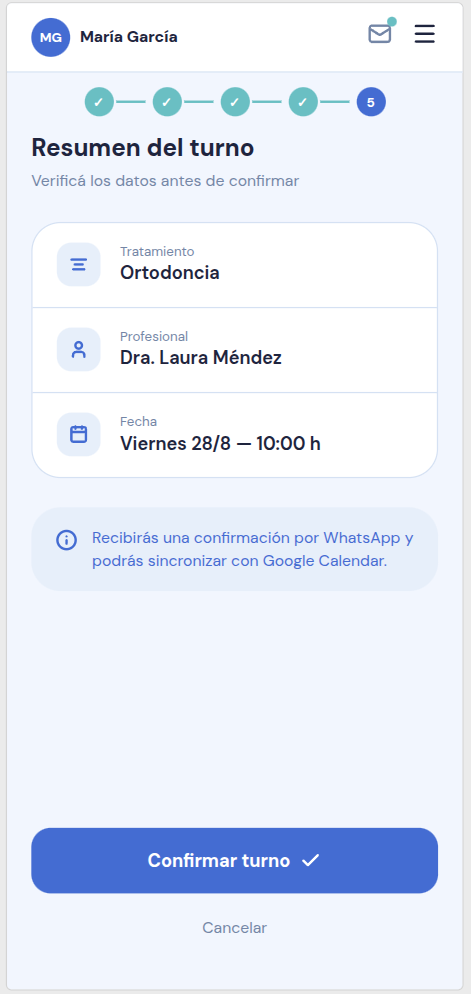 MG María García
✓ ✓ ✓ ✓ 5
Resumen del turno
Verificá los datos antes de confirmar
Tratamiento
Ortodoncia
Profesional
Dra. Laura Méndez
Fecha
Viernes 28/8 — 10:00 h
Recibirás una confirmación por WhatsApp y
podrás sincronizar con Google Calendar.
Confirmar turno ✓
Cancelar